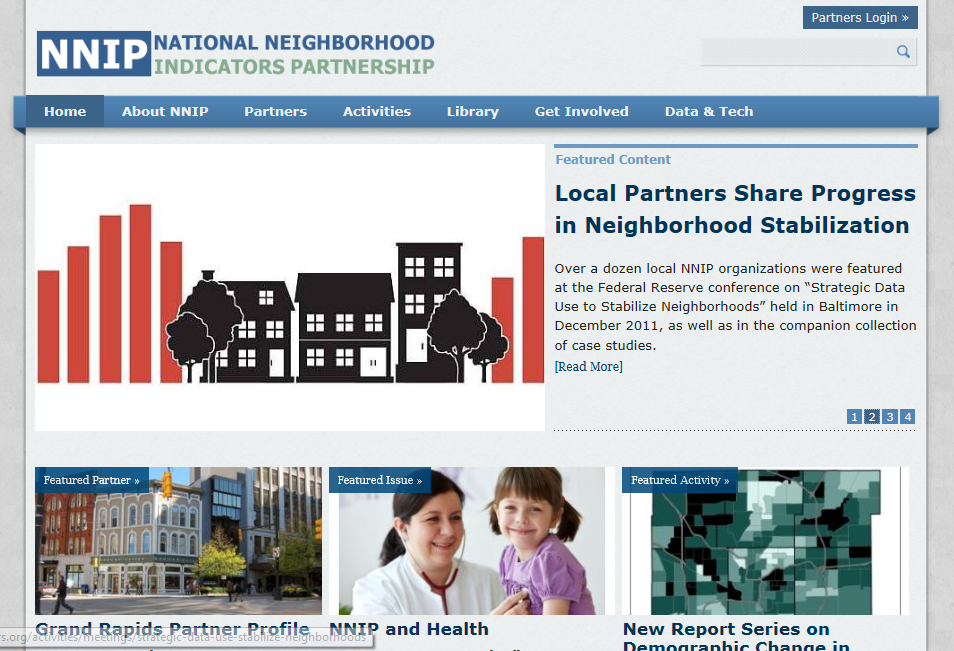 Partners Login »
NNIP NATIONAL NEIGHBORHOOD
INDICATORS PARTNERSHIP
Home About NNIP Partners Activities Library Get Involved Data & Tech
Featured Content
Local Partners Share Progress
in Neighborhood Stabilization
Over a dozen local NNIP organizations were featured
at the Federal Reserve conference on “Strategic Data
Use to Stabilize Neighborhoods” held in Baltimore in
December 2011, as well as in the companion collection
of case studies.
[Read More]
1 2 3 4
Featured Partner »
Featured Issue »
Featured Activity »
Grand Rapids Partner Profile
NNIP and Health
New Report Series on
Demographic Change in
rs.org/activities/meetings/strategic-data-use-stabilize-neighborhoods